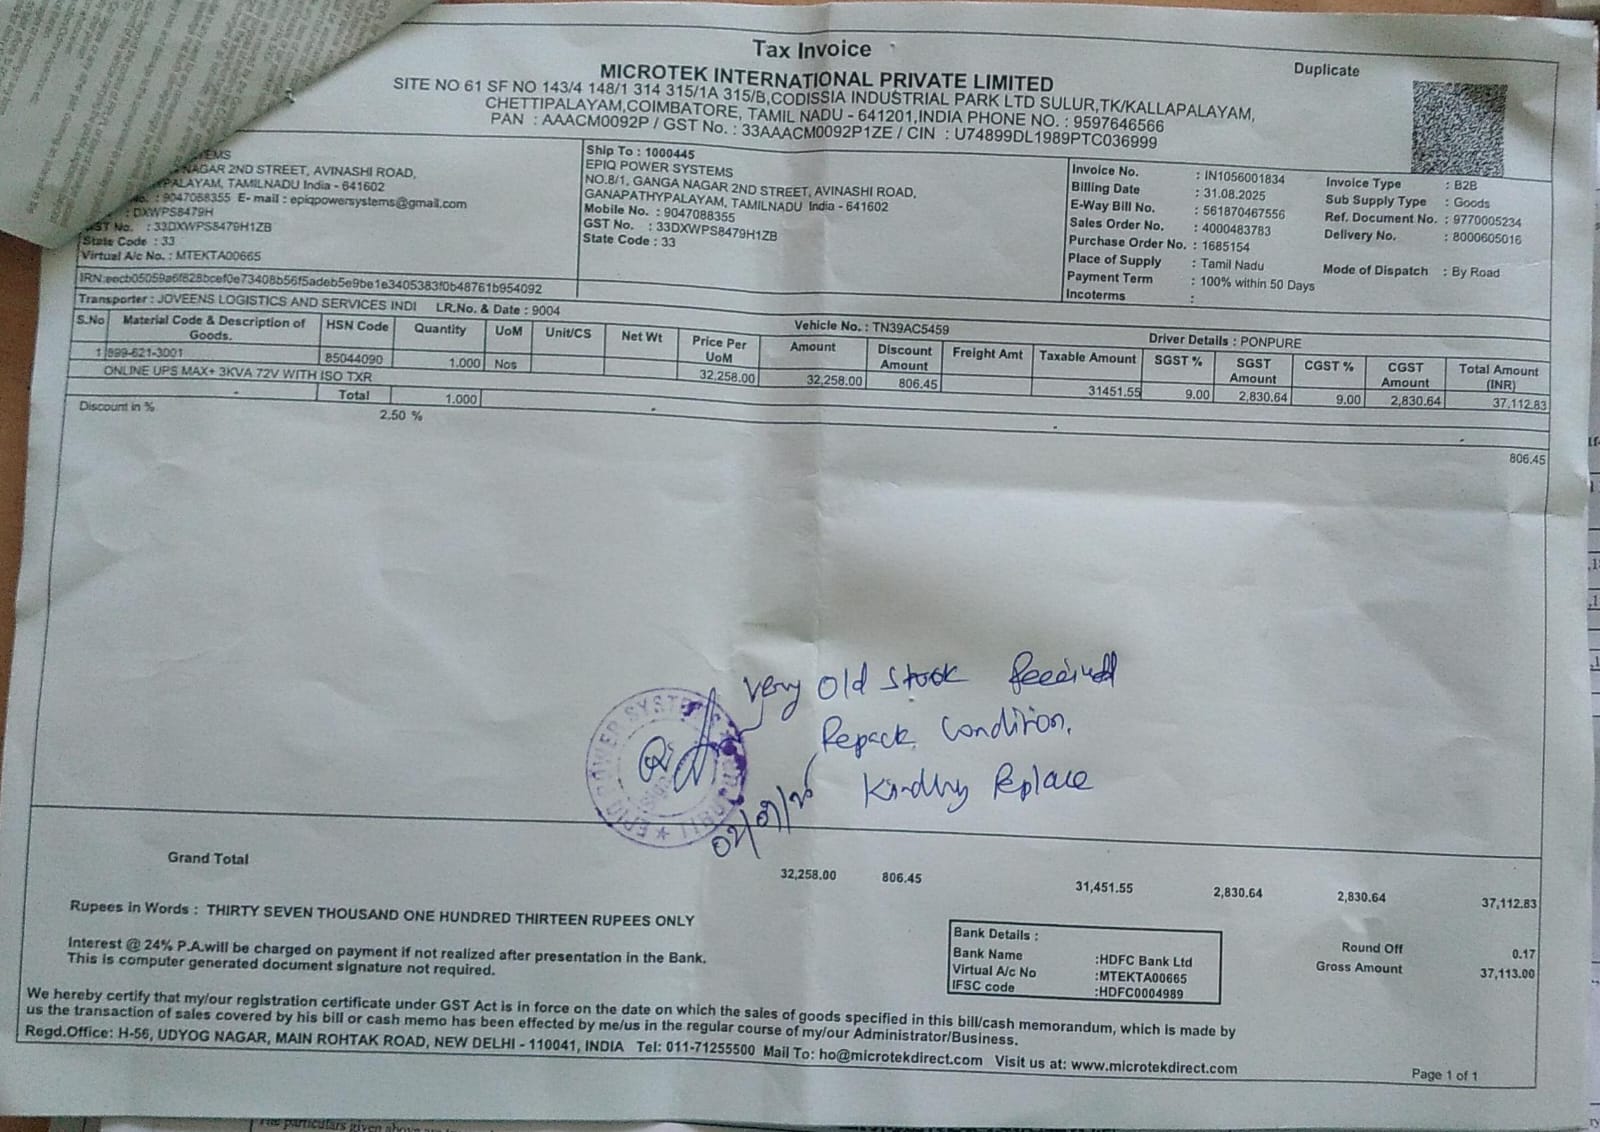 Tax Invoice
Duplicate
MICROTEK INTERNATIONAL PRIVATE LIMITED
SITE NO 61 SF NO 143/4 148/1 314 315/1A 315/B,CODISSIA INDUSTRIAL PARK LTD SULUR,TK/KALLAPALAYAM,
CHETTIPALAYAM,COIMBATORE, TAMIL NADU - 641201,INDIA PHONE NO. : 9597646566
PAN : AAACM0092P / GST No. : 33AAACM0092P1ZE / CIN : U74899DL1989PTC036999
NAGAR 2ND STREET, AVINASHI ROAD,
TAMILNADU India - 641602
: 9047088355 E- mail : epiqpowersystems@gmail.com
: DXWPS8479H
No. : 33DXWPS8479H1ZB
State Code : 33
Virtual A/c No. : MTEKTA00665
Ship To : 1000445
EPIQ POWER SYSTEMS
NO.8/1, GANGA NAGAR 2ND STREET, AVINASHI ROAD,
GANAPATHYPALAYAM, TAMILNADU India - 641602
Mobile No. : 9047088355
GST No. : 33DXWPS8479H1ZB
State Code : 33
Invoice No. : IN1056001834
Billing Date : 31.08.2025
E-Way Bill No. : 561870467556
Sales Order No. : 4000483783
Purchase Order No. : 1685154
Place of Supply : Tamil Nadu
Payment Term : 100% within 50 Days
Incoterms :
Invoice Type : B2B
Sub Supply Type : Goods
Ref. Document No. : 9770005234
Delivery No. : 8000605016
Mode of Dispatch : By Road
IRN:eecb05059a6f828bcef0e73408b56f5adeb5e9be1e3405383f0b48761b954092
Transporter : JOVEENS LOGISTICS AND SERVICES INDI LR.No. & Date : 9004 Vehicle No. : TN39AC5459 Driver Details : PONPURE
S.No Material Code & Description of Goods. HSN Code Quantity UoM Unit/CS Net Wt Price Per UoM Amount Discount Amount Freight Amt Taxable Amount SGST % SGST Amount CGST % CGST Amount Total Amount (INR)
1 899-621-3001 85044090 1.000 Nos 32,258.00 32,258.00 806.45 31451.55 9.00 2,830.64 9.00 2,830.64 37,112.83
ONLINE UPS MAX+ 3KVA 72V WITH ISO TXR
Total 1.000
Discount in % 2.50 % 806.45
Very Old Stock Received
Repack Condition.
Kindly Replace
EPIQ POWER SYSTEMS
Grand Total 32,258.00 806.45 31,451.55 2,830.64 2,830.64 37,112.83
Rupees in Words : THIRTY SEVEN THOUSAND ONE HUNDRED THIRTEEN RUPEES ONLY
Interest @ 24% P.A.will be charged on payment if not realized after presentation in the Bank.
This is computer generated document signature not required.
Bank Details :
Bank Name :HDFC Bank Ltd
Virtual A/c No :MTEKTA00665
IFSC code :HDFC0004989
Round Off 0.17
Gross Amount 37,113.00
We hereby certify that my/our registration certificate under GST Act is in force on the date on which the sales of goods specified in this bill/cash memorandum, which is made by
us the transaction of sales covered by his bill or cash memo has been effected by me/us in the regular course of my/our Administrator/Business.
Regd.Office: H-56, UDYOG NAGAR, MAIN ROHTAK ROAD, NEW DELHI - 110041, INDIA Tel: 011-71255500 Mail To: ho@microtekdirect.com Visit us at: www.microtekdirect.com
Page 1 of 1
The particulars given above are